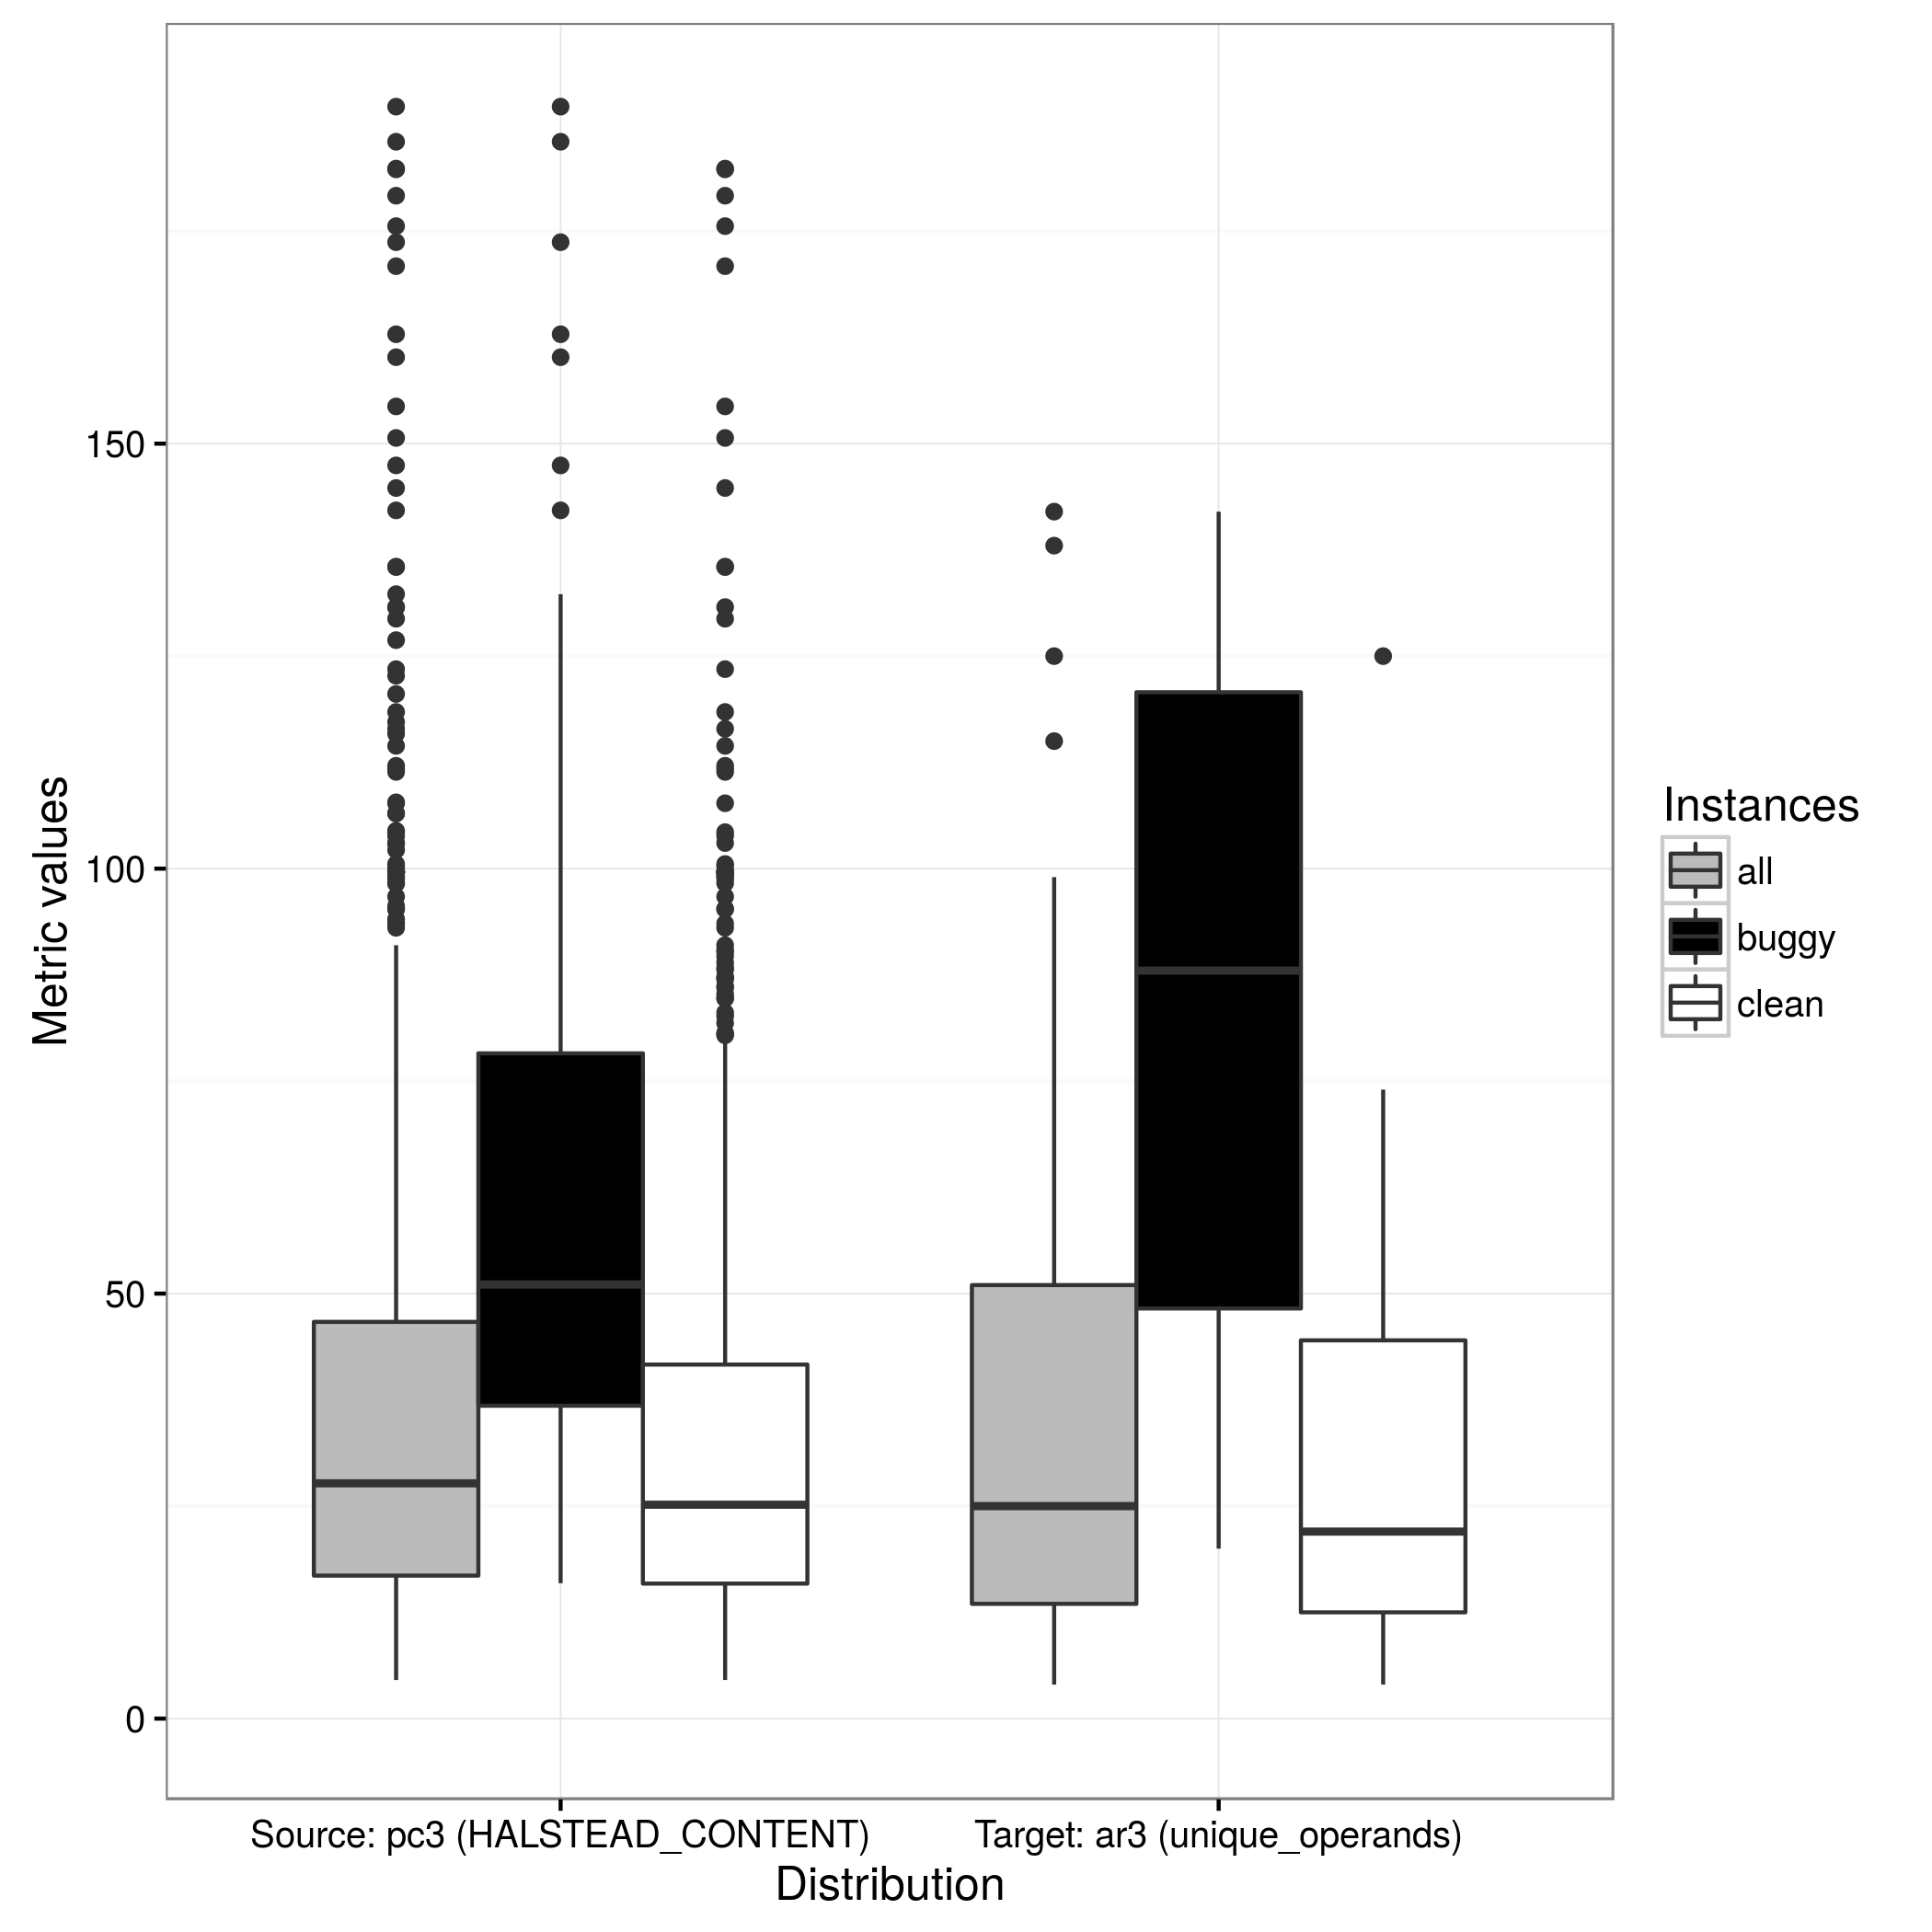 Metric values
150
100
50
0
Source: pc3 (HALSTEAD_CONTENT)
Target: ar3 (unique_operands)
Distribution
Instances
all
buggy
clean